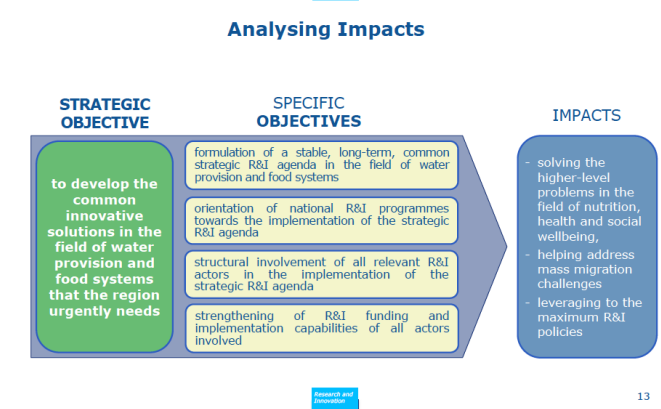 Analysing Impacts
STRATEGIC
OBJECTIVE
SPECIFIC
OBJECTIVES
IMPACTS
to develop the
common
innovative
solutions in the
field of water
provision and
food systems
that the region
urgently needs
formulation of a stable, long-term, common
strategic R&I agenda in the field of water
provision and food systems
orientation of national R&I programmes
towards the implementation of the strategic
R&I agenda
structural involvement of all relevant R&I
actors in the implementation of the
strategic R&I agenda
strengthening of R&I funding and
implementation capabilities of all actors
involved
- solving the
higher-level
problems in the
field of nutrition,
health and social
wellbeing,
- helping address
mass migration
challenges
- leveraging to the
maximum R&I
policies
Research and
Innovation
13